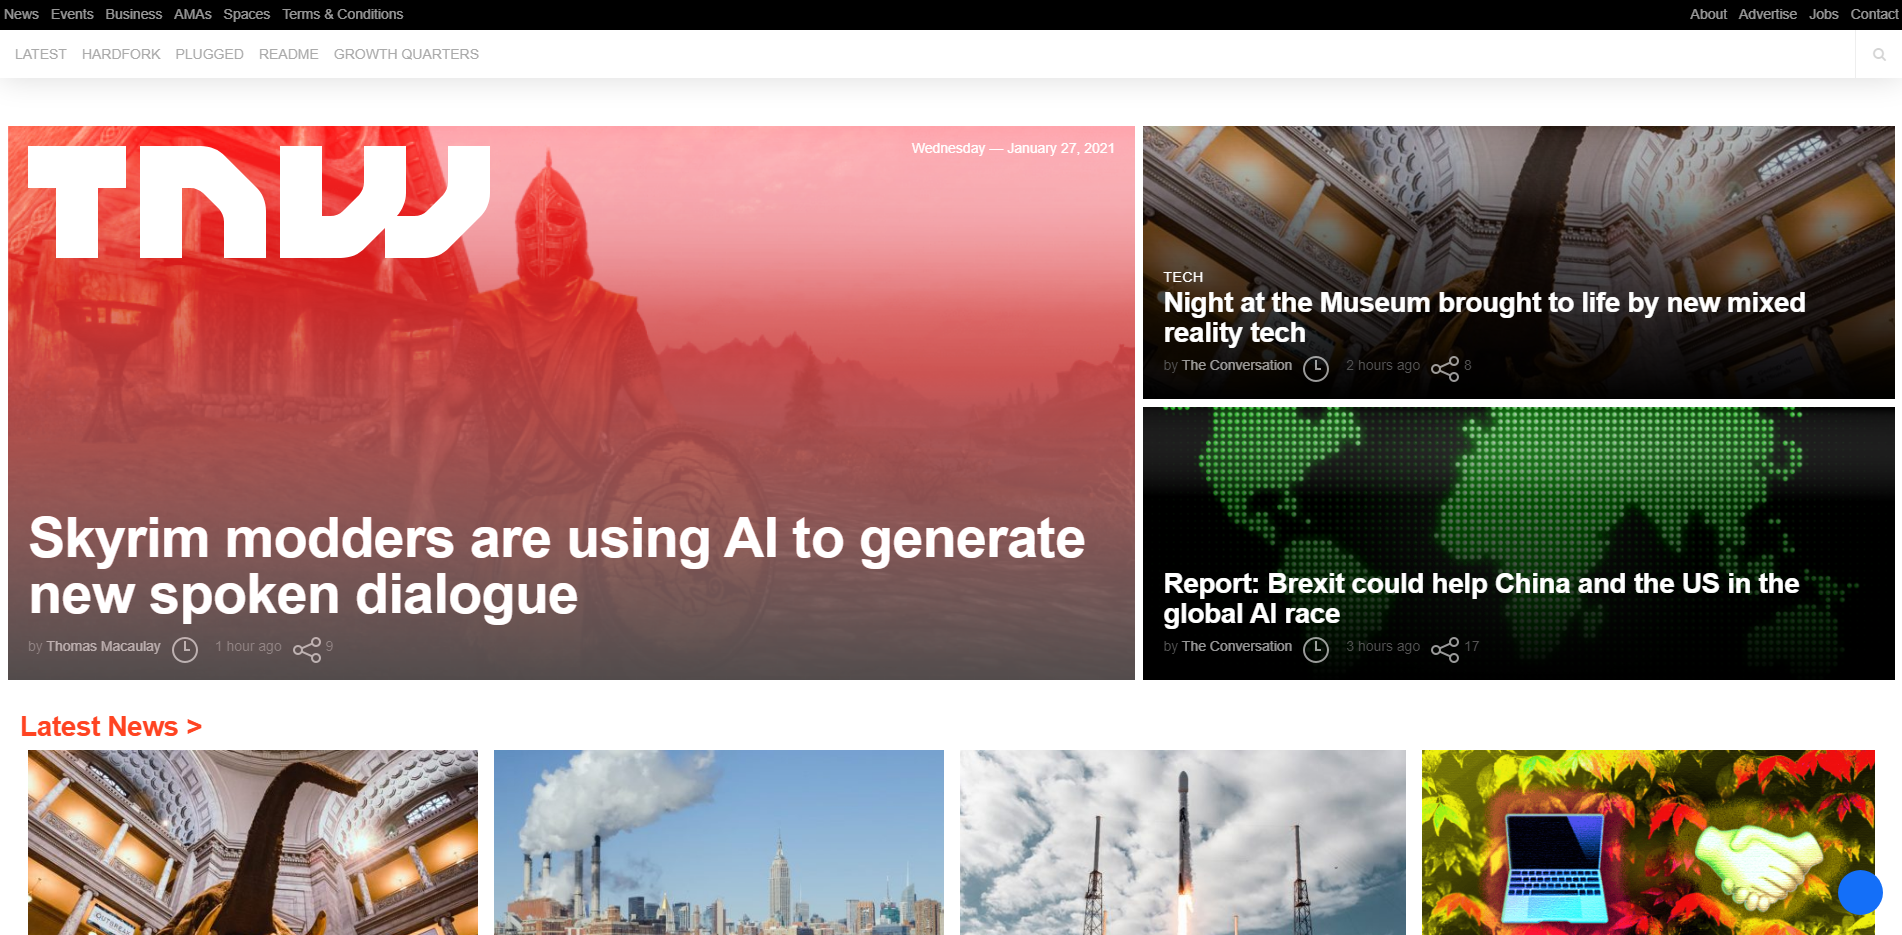 News Events Business AMAs Spaces Terms & Conditions About Advertise Jobs Contact
LATEST HARDFORK PLUGGED README GROWTH QUARTERS
TNW
Wednesday — January 27, 2021
Skyrim modders are using AI to generate
new spoken dialogue
by Thomas Macaulay 1 hour ago 9
TECH
Night at the Museum brought to life by new mixed
reality tech
by The Conversation 2 hours ago 8
Report: Brexit could help China and the US in the
global AI race
by The Conversation 3 hours ago 17
Latest News >
OUTBREAK